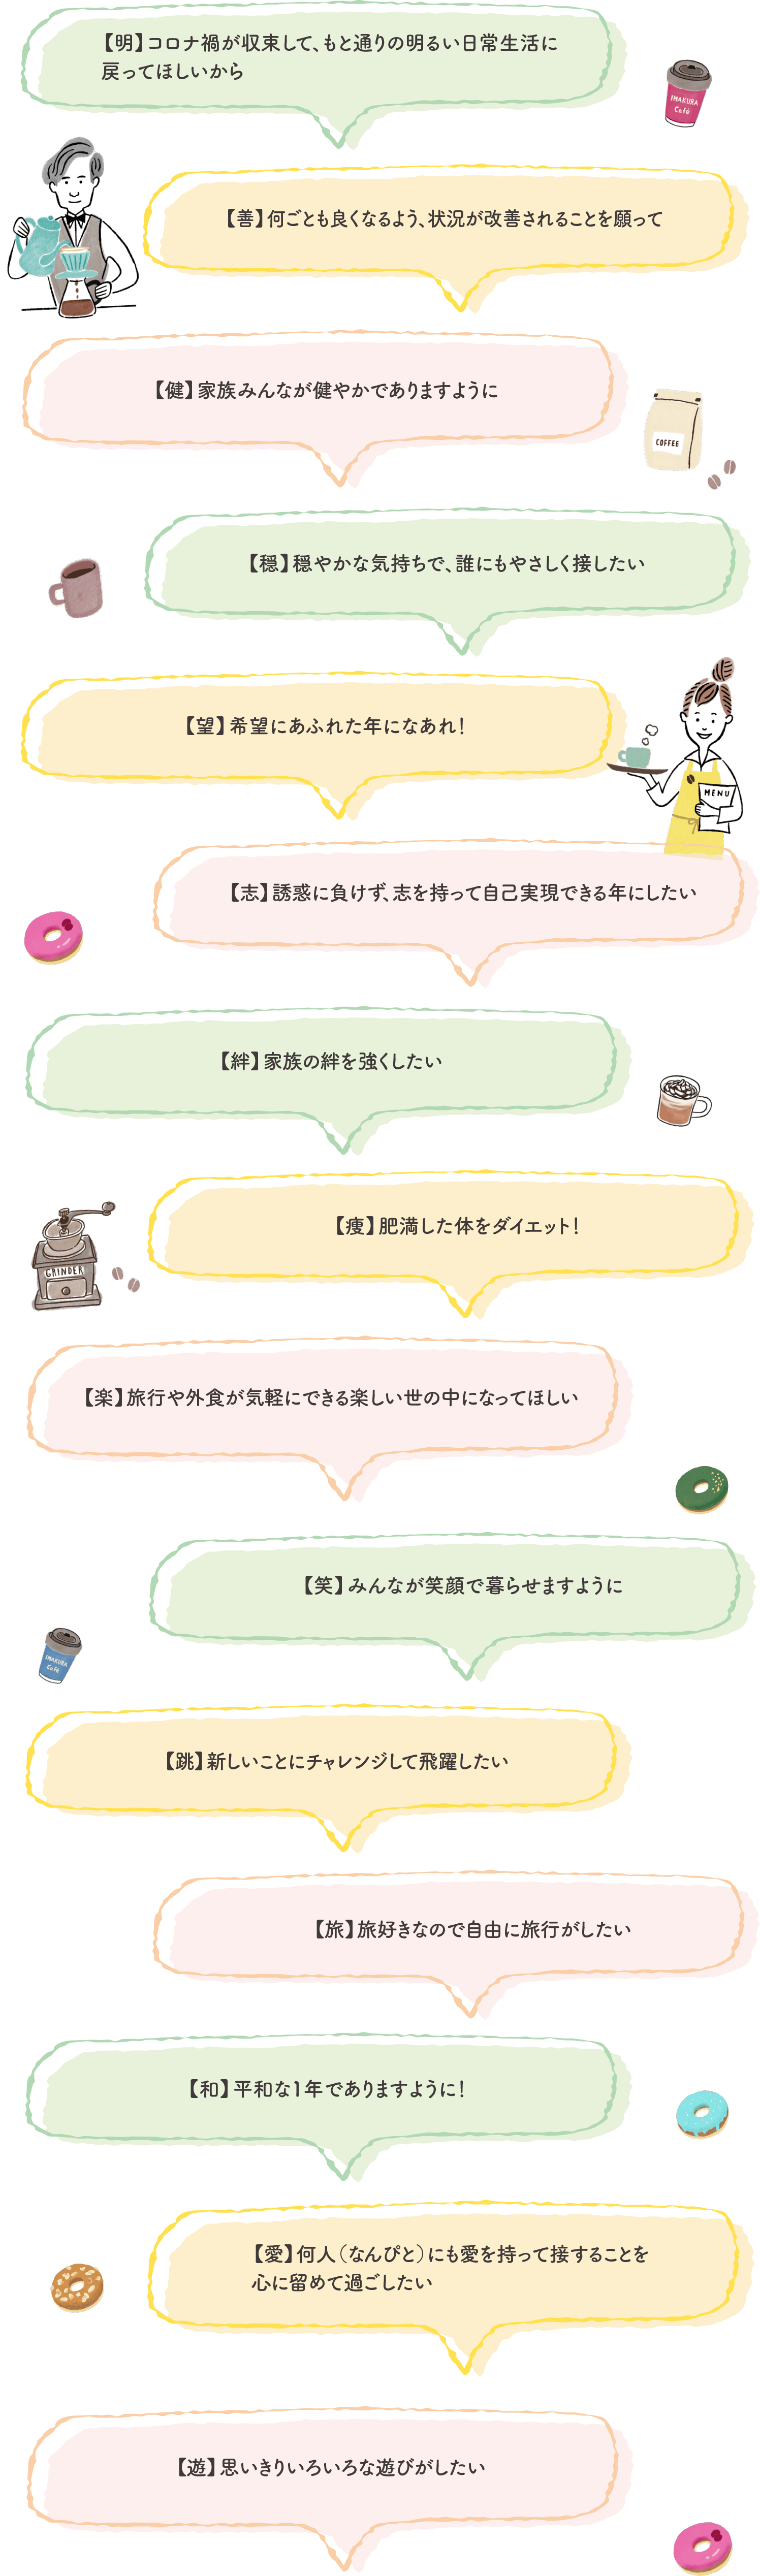 【明】コロナ禍が収束して、もと通りの明るい日常生活に
戻ってほしいから
IMAKURA
Café
【善】何ごとも良くなるよう、状況が改善されることを願って
【健】家族みんなが健やかでありますように
COFFEE
【穏】穏やかな気持ちで、誰にもやさしく接したい
【望】希望にあふれた年になあれ!
MENU
【志】誘惑に負けず、志を持って自己実現できる年にしたい
【絆】家族の絆を強くしたい
【痩】肥満した体をダイエット!
GRINDER
【楽】旅行や外食が気軽にできる楽しい世の中になってほしい
【笑】みんなが笑顔で暮らせますように
IMAKURA
Café
【跳】新しいことにチャレンジして飛躍したい
【旅】旅好きなので自由に旅行がしたい
【和】平和な1年でありますように!
【愛】何人(なんぴと)にも愛を持って接することを
心に留めて過ごしたい
【遊】思いきりいろいろな遊びがしたい